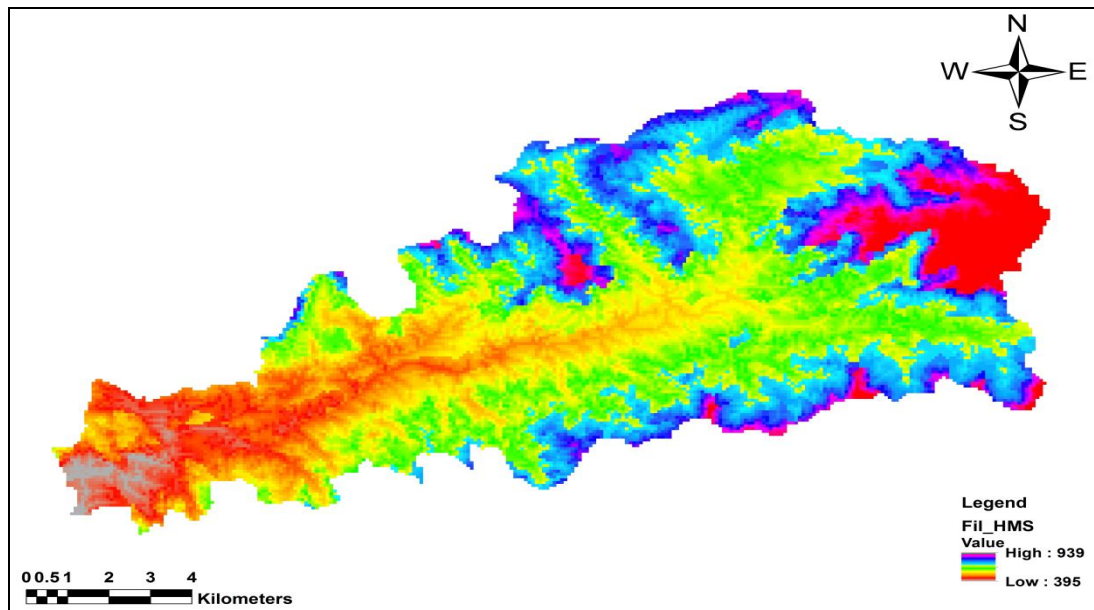 N
W E
S
Legend
Fil_HMS
Value
High : 939
Low : 395
0 0.5 1 2 3 4
Kilometers